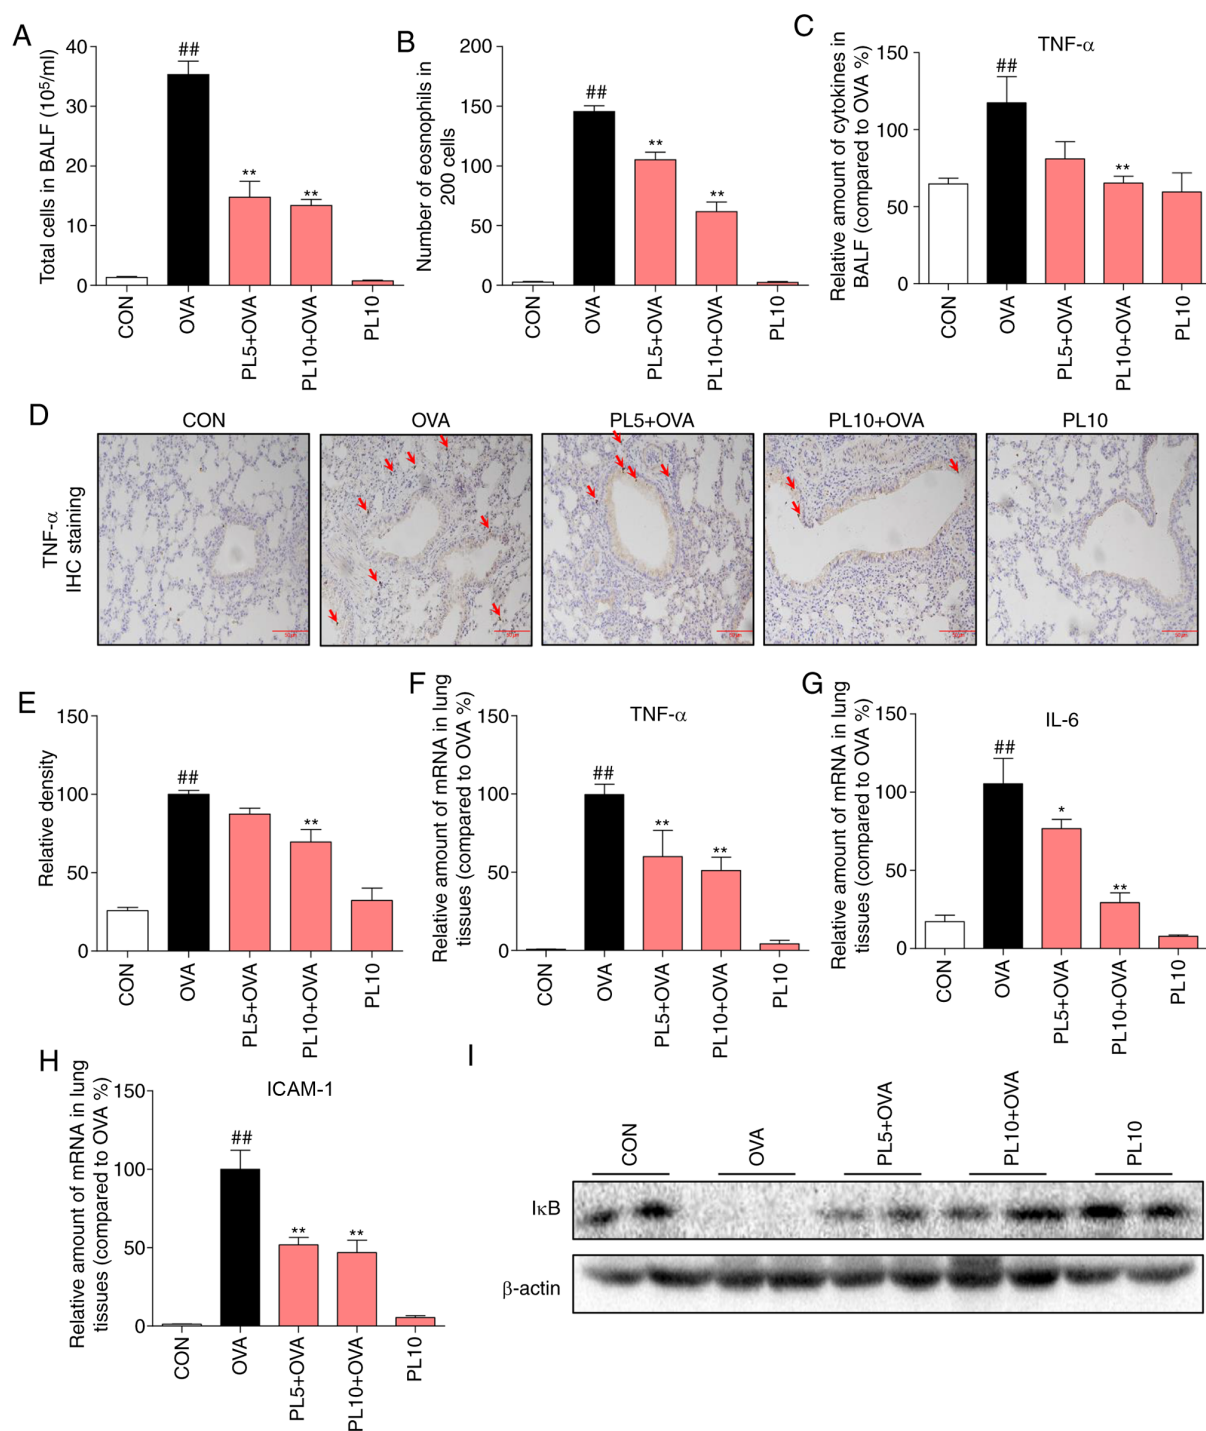 A
Total cells in BALF (10⁵/ml)
40
30
20
10
0
##
**
**
CON
OVA
PL5+OVA
PL10+OVA
PL10
B
Number of eosnophils in
200 cells
200
150
100
50
0
##
**
**
CON
OVA
PL5+OVA
PL10+OVA
PL10
C
TNF-α
Relative amount of cytokines in
BALF (compared to OVA %)
150
100
50
0
##
**
CON
OVA
PL5+OVA
PL10+OVA
PL10
D
CON
OVA
PL5+OVA
PL10+OVA
PL10
TNF-α
IHC staining
E
Relative density
150
100
50
0
##
**
CON
OVA
PL5+OVA
PL10+OVA
PL10
F
TNF-α
Relative amount of mRNA in lung
tissues (compared to OVA %)
150
100
50
0
##
**
**
CON
OVA
PL5+OVA
PL10+OVA
PL10
G
IL-6
Relative amount of mRNA in lung
tissues (compared to OVA %)
150
100
50
0
##
*
**
CON
OVA
PL5+OVA
PL10+OVA
PL10
H
ICAM-1
Relative amount of mRNA in lung
tissues (compared to OVA %)
150
100
50
0
##
**
**
CON
OVA
PL5+OVA
PL10+OVA
PL10
I
CON
OVA
PL5+OVA
PL10+OVA
PL10
IκB
β-actin